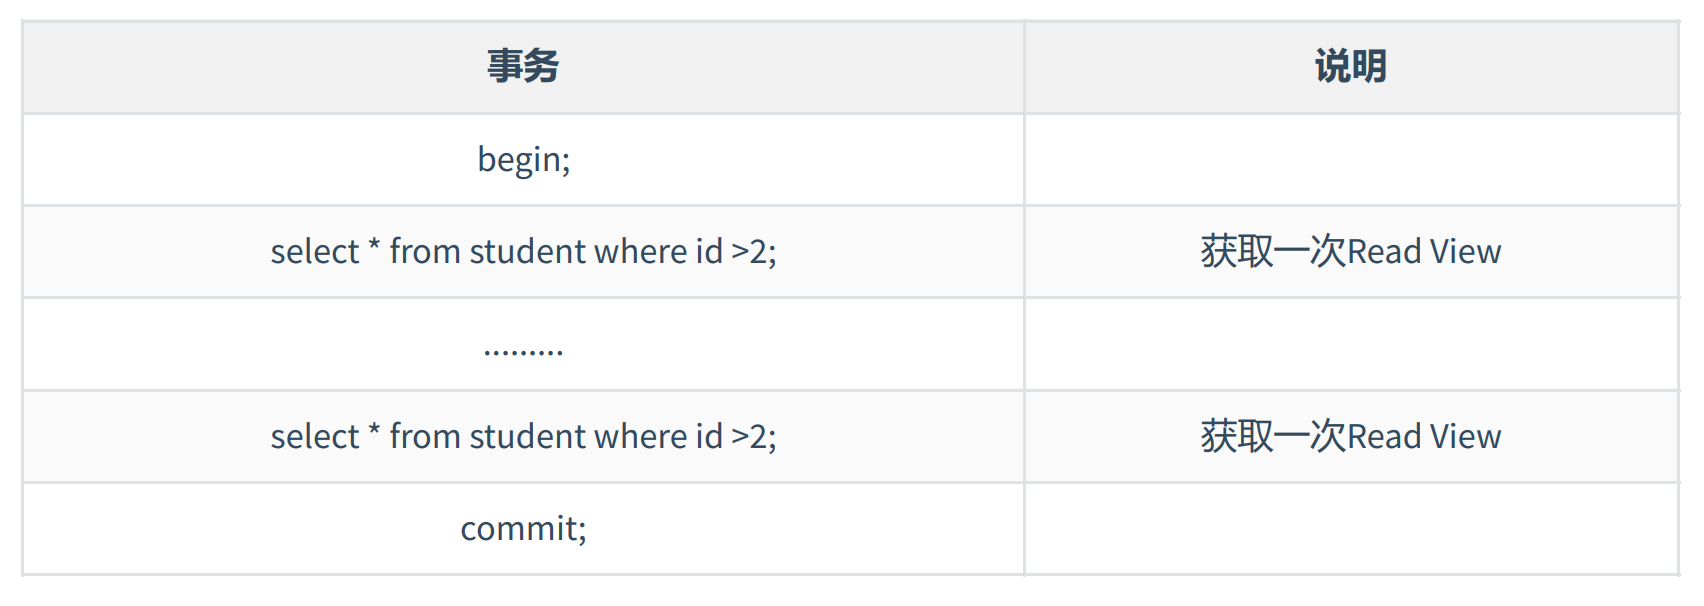 事务 说明
begin;
select * from student where id >2; 获取一次Read View
.........
select * from student where id >2; 获取一次Read View
commit;